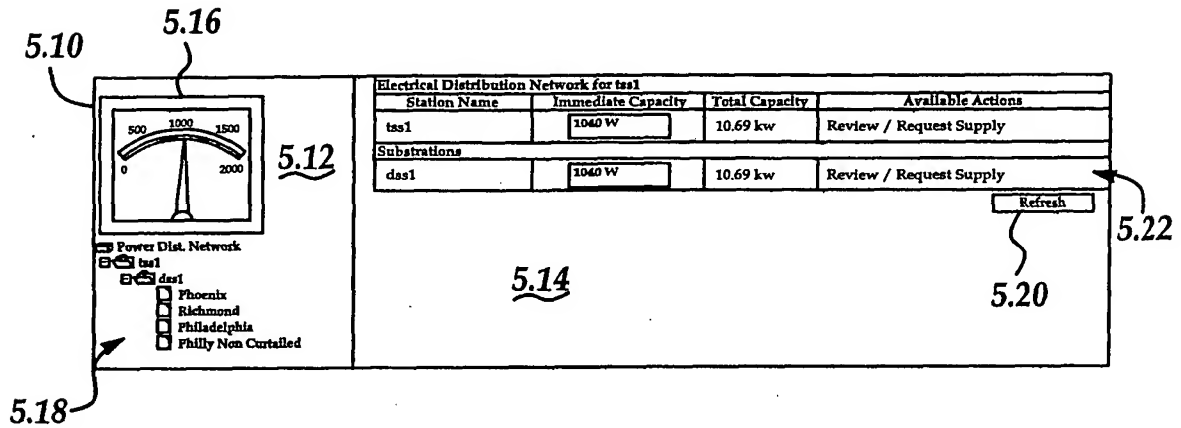 5.16
5.10
500 1000 1500
0 2000
5.12
Power Dist. Network
tss1
dss1
Phoenix
Richmond
Philadelphia
Philly Non Curtailed
5.18
Electrical Distribution Network for tss1
Station Name Immediate Capacity Total Capacity Available Actions
tss1 1040 W 10.69 kw Review / Request Supply
Substrations
dss1 1040 W 10.69 kw Review / Request Supply
Refresh
5.22
5.14
5.20